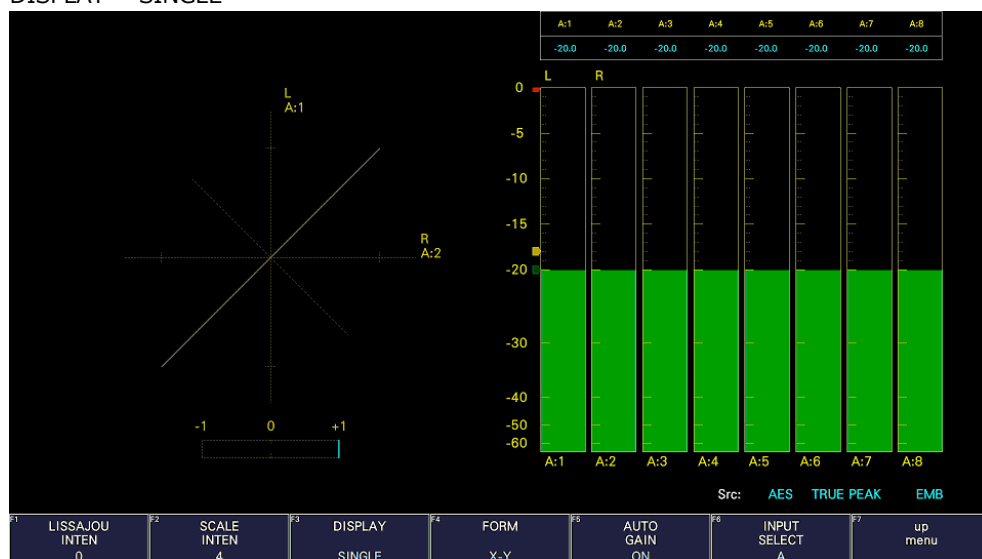 DISPLAY = SINGLE
A:1 A:2 A:3 A:4 A:5 A:6 A:7 A:8
-20.0 -20.0 -20.0 -20.0 -20.0 -20.0 -20.0 -20.0
L R
L
A:1
R
A:2
0
-5
-10
-15
-20
-30
-40
-50
-60
-1 0 +1
A:1 A:2 A:3 A:4 A:5 A:6 A:7 A:8
Src: AES TRUE PEAK EMB
F1 LISSAJOU INTEN 0
F2 SCALE INTEN 4
F3 DISPLAY SINGLE
F4 FORM X-Y
F5 AUTO GAIN ON
F6 INPUT SELECT A
F7 up menu